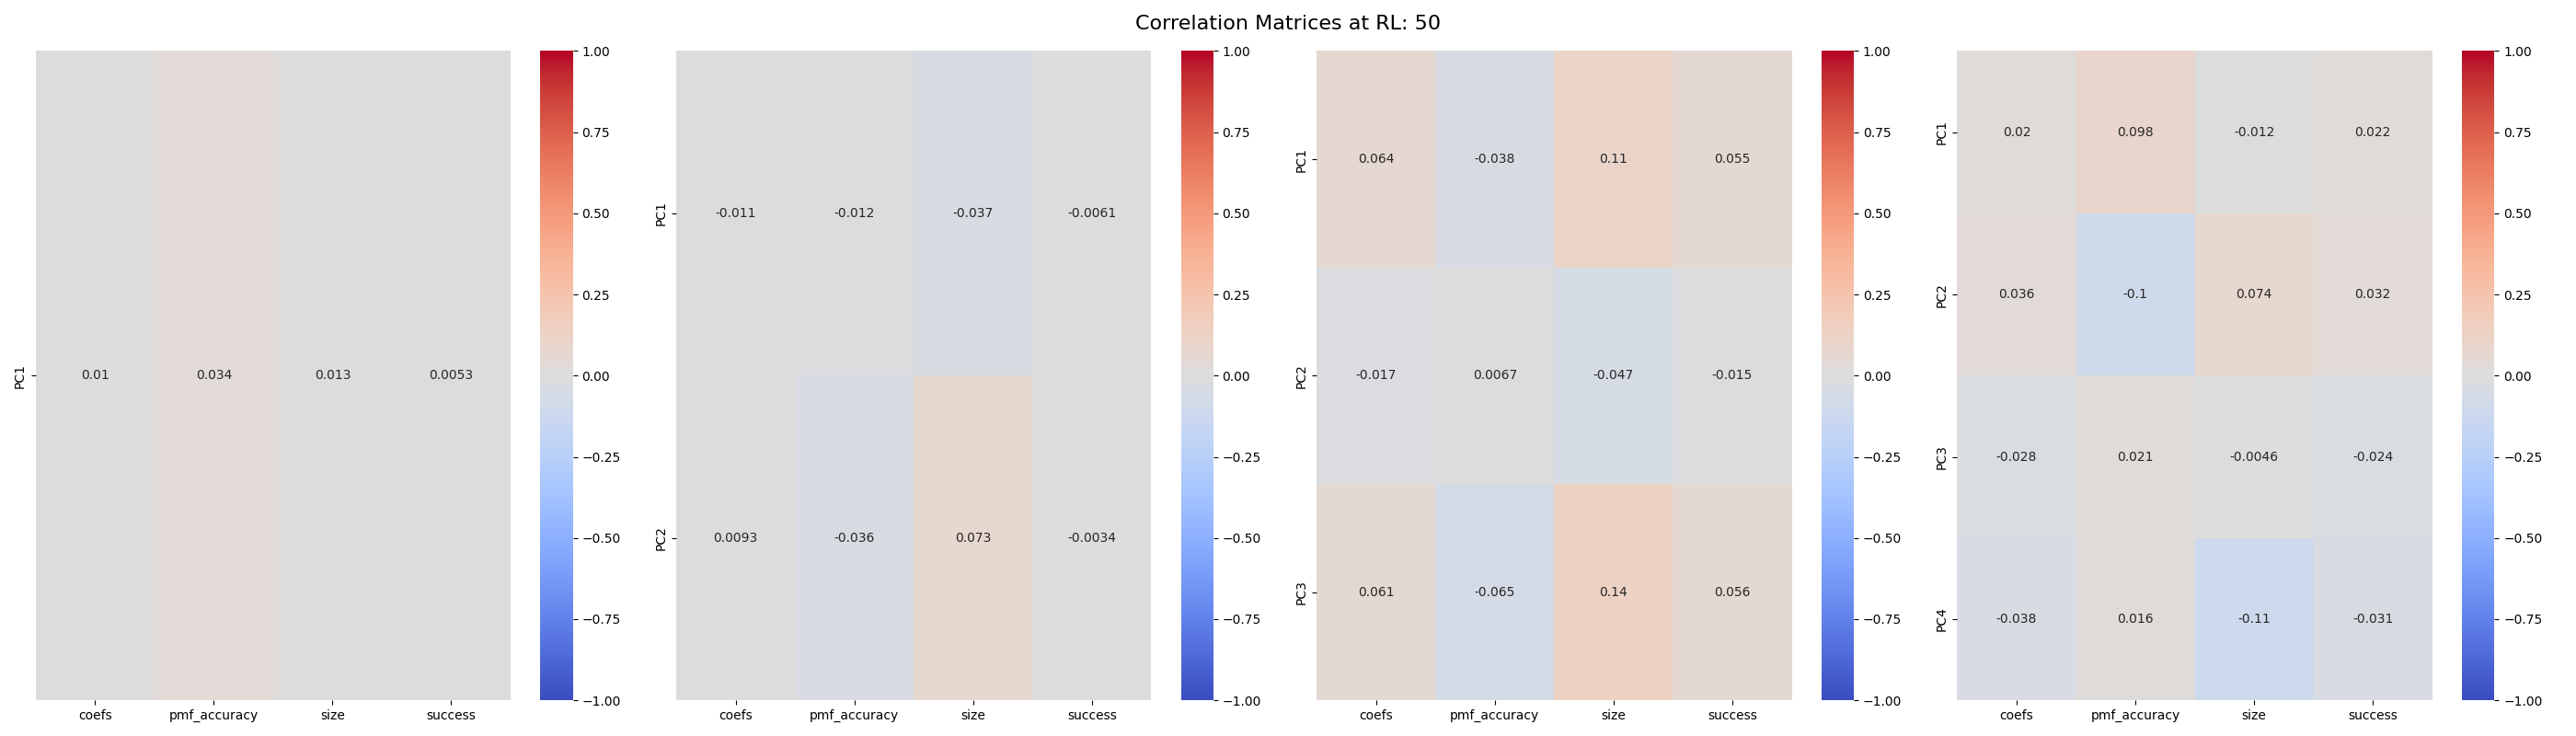 Correlation Matrices at RL: 50
PC1
0.01 0.034 0.013 0.0053
coefs pmf_accuracy size success
1.00
0.75
0.50
0.25
0.00
−0.25
−0.50
−0.75
−1.00
PC1
-0.011 -0.012 -0.037 -0.0061
PC2
0.0093 -0.036 0.073 -0.0034
coefs pmf_accuracy size success
1.00
0.75
0.50
0.25
0.00
−0.25
−0.50
−0.75
−1.00
PC1
0.064 -0.038 0.11 0.055
PC2
-0.017 0.0067 -0.047 -0.015
PC3
0.061 -0.065 0.14 0.056
coefs pmf_accuracy size success
1.00
0.75
0.50
0.25
0.00
−0.25
−0.50
−0.75
−1.00
PC1
0.02 0.098 -0.012 0.022
PC2
0.036 -0.1 0.074 0.032
PC3
-0.028 0.021 -0.0046 -0.024
PC4
-0.038 0.016 -0.11 -0.031
coefs pmf_accuracy size success
1.00
0.75
0.50
0.25
0.00
−0.25
−0.50
−0.75
−1.00